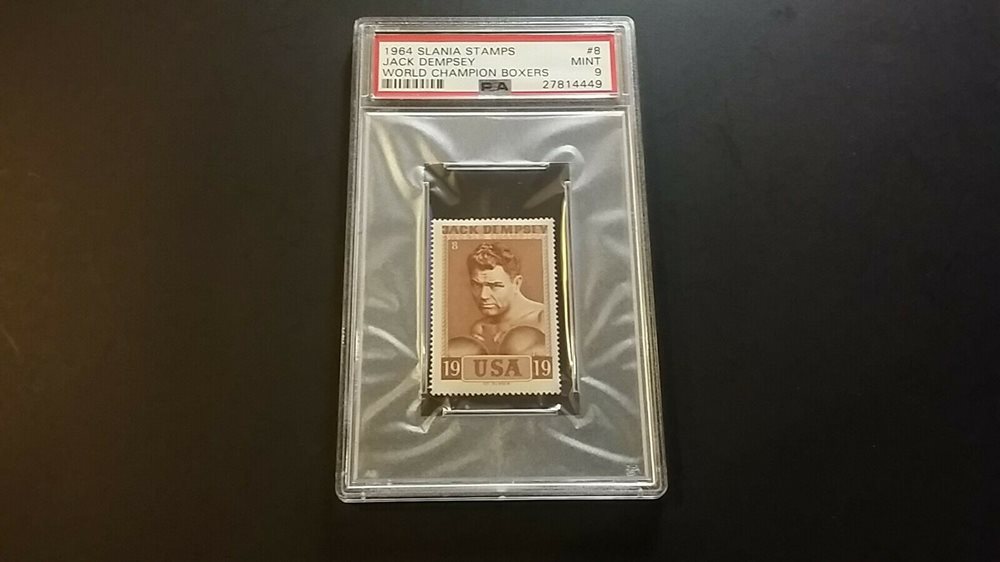 1964 SLANIA STAMPS #8
JACK DEMPSEY MINT
WORLD CHAMPION BOXERS 9
PSA 27814449
JACK DEMPSEY
8
19 USA 19